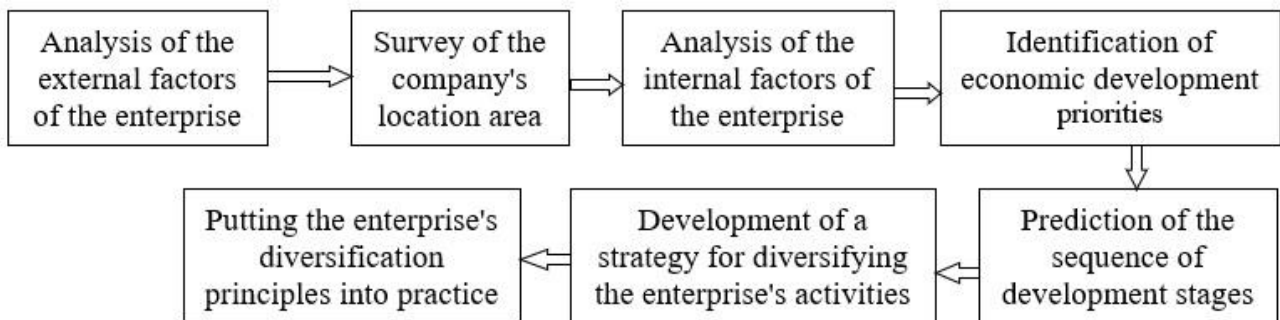 Analysis of the
external factors
of the enterprise
Survey of the
company's
location area
Analysis of the
internal factors of
the enterprise
Identification of
economic development
priorities
Prediction of the
sequence of
development stages
Development of a
strategy for diversifying
the enterprise's activities
Putting the enterprise's
diversification
principles into practice